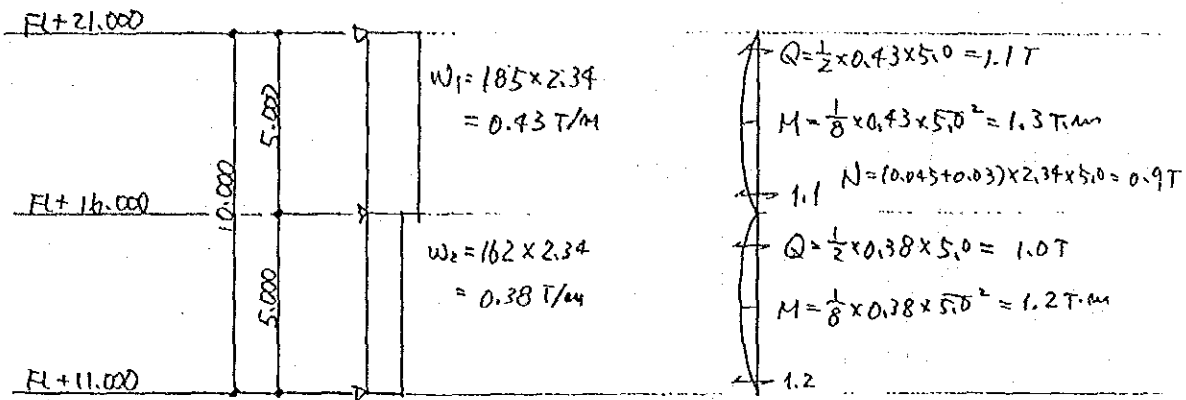 FL+21.000
5.000
10.000
W₁= 185×2.34
= 0.43 T/m
Q=½×0.43×5.0 = 1.1 T
M=⅛×0.43×5.0² = 1.3 T.m
1.1 N=(0.045+0.03)×2.34×5.0= 0.9T
FL+16.000
5.000
W₂=162×2.34
= 0.38 T/m
Q=½×0.38×5.0 = 1.0T
M=⅛×0.38×5.0² = 1.2 T.m
FL+11.000
1.2